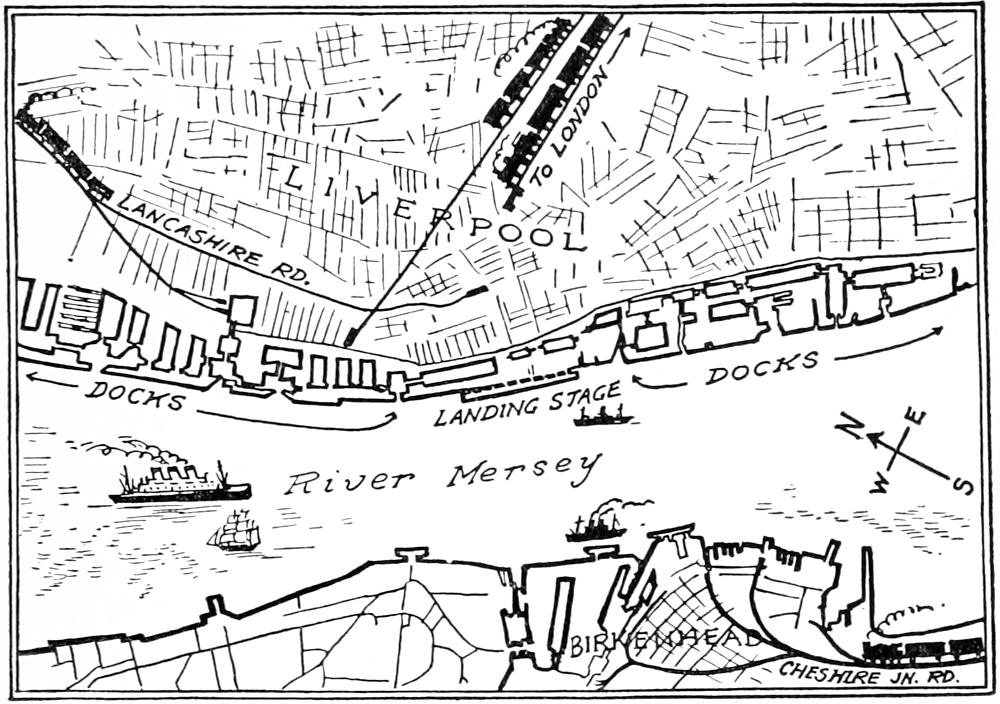 TO LONDON
LIVERPOOL
LANCASHIRE RD.
DOCKS
LANDING STAGE
DOCKS
N
E
W
S
River Mersey
BIRKENHEAD
CHESHIRE JN. RD.